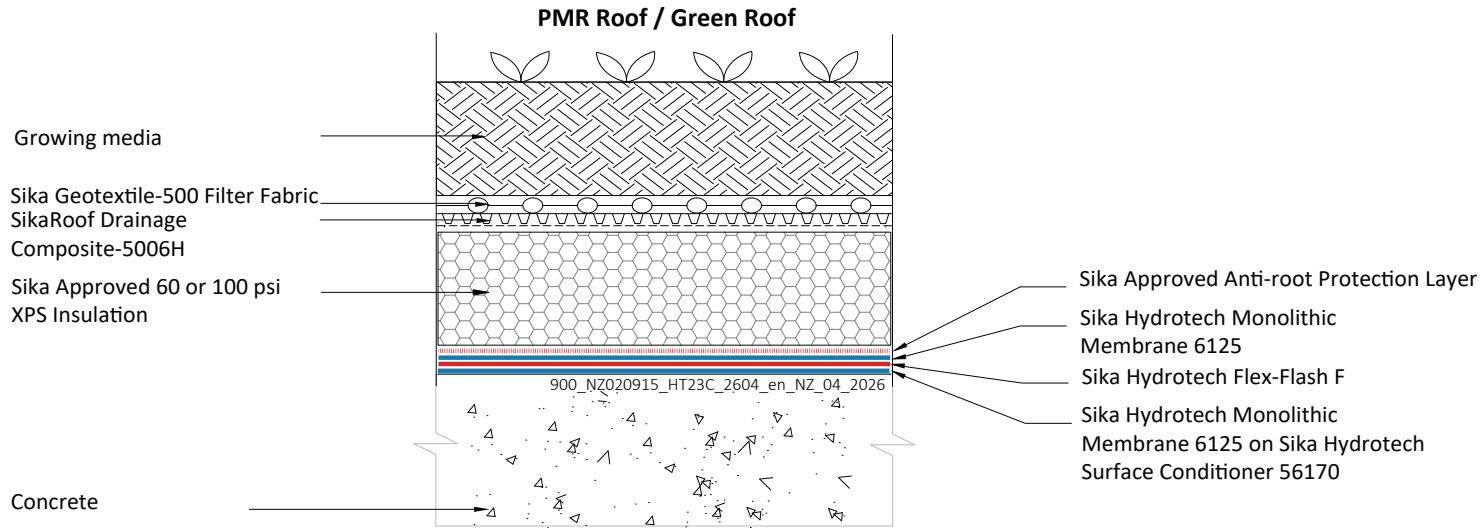 PMR Roof / Green Roof
Growing media
Sika Geotextile-500 Filter Fabric
SikaRoof Drainage
Composite-5006H
Sika Approved 60 or 100 psi
XPS Insulation
Concrete
Sika Approved Anti-root Protection Layer
Sika Hydrotech Monolithic
Membrane 6125
Sika Hydrotech Flex-Flash F
Sika Hydrotech Monolithic
Membrane 6125 on Sika Hydrotech
Surface Conditioner 56170
900_NZ020915_HT23C_2604_en_NZ_04_2026